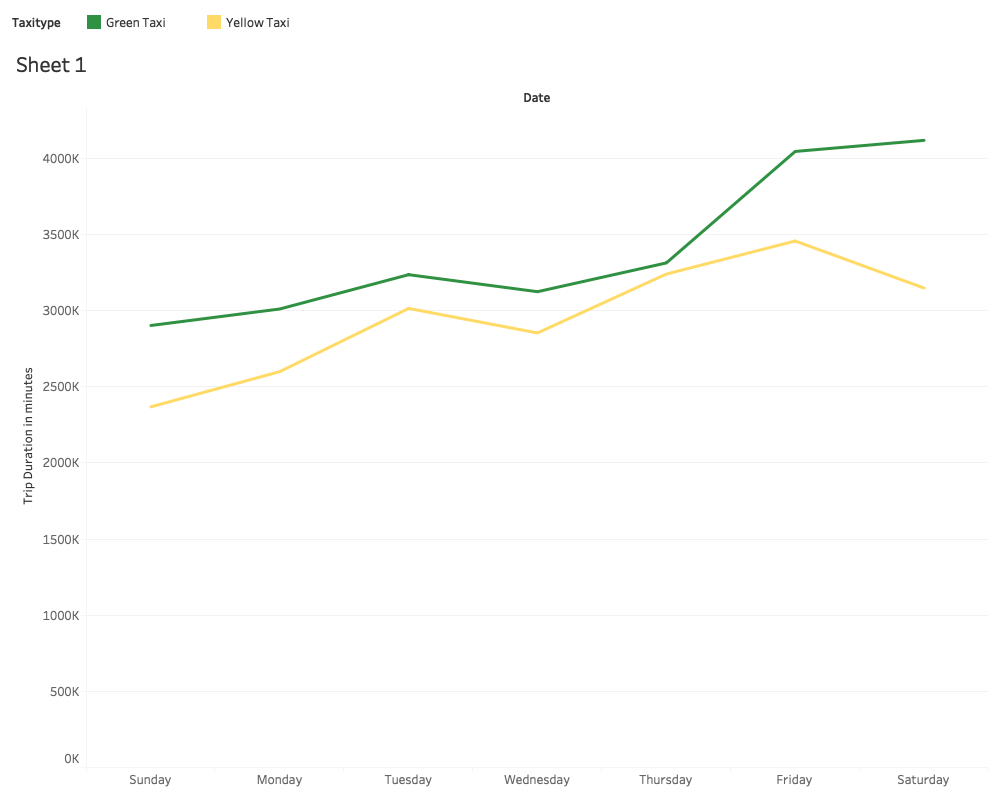 Taxitype Green Taxi Yellow Taxi
Sheet 1
Date
4000K
3500K
3000K
2500K
2000K
1500K
1000K
500K
0K
Trip Duration in minutes
Sunday Monday Tuesday Wednesday Thursday Friday Saturday